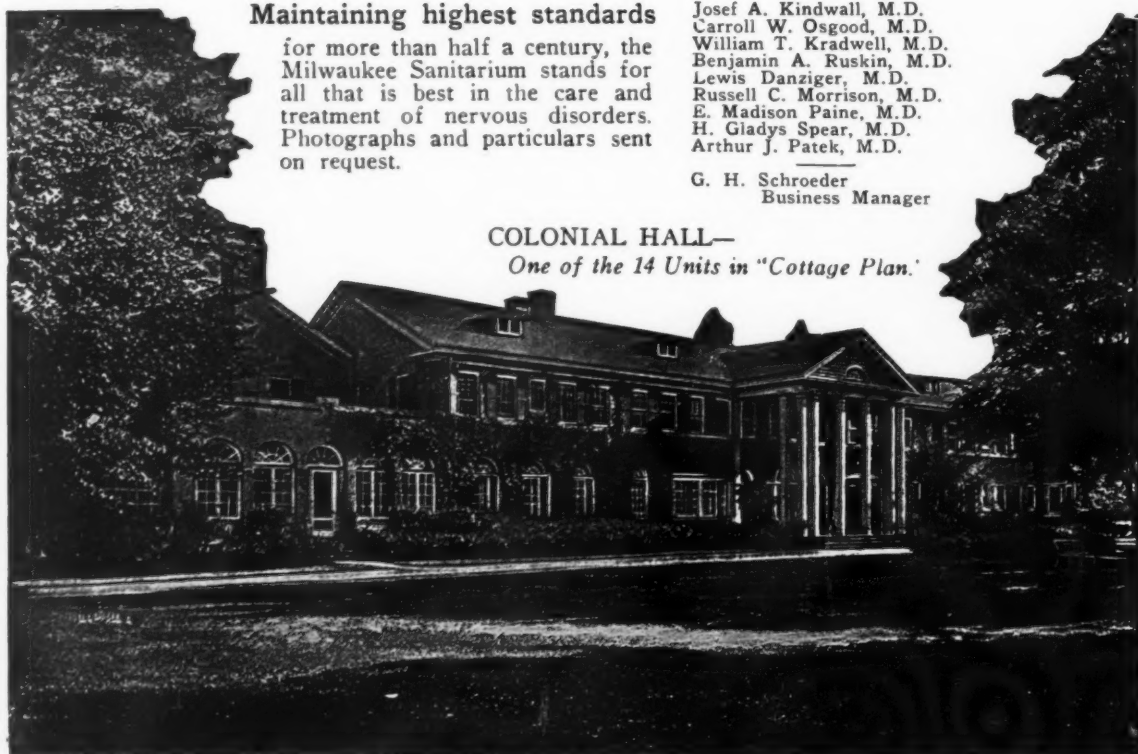 Maintaining highest standards
for more than half a century, the
Milwaukee Sanitarium stands for
all that is best in the care and
treatment of nervous disorders.
Photographs and particulars sent
on request.
Josef A. Kindwall, M.D.
Carroll W. Osgood, M.D.
William T. Kradwell, M.D.
Benjamin A. Ruskin, M.D.
Lewis Danziger, M.D.
Russell C. Morrison, M.D.
E. Madison Paine, M.D.
H. Gladys Spear, M.D.
Arthur J. Patek, M.D.
G. H. Schroeder
Business Manager
COLONIAL HALL—
One of the 14 Units in "Cottage Plan.'